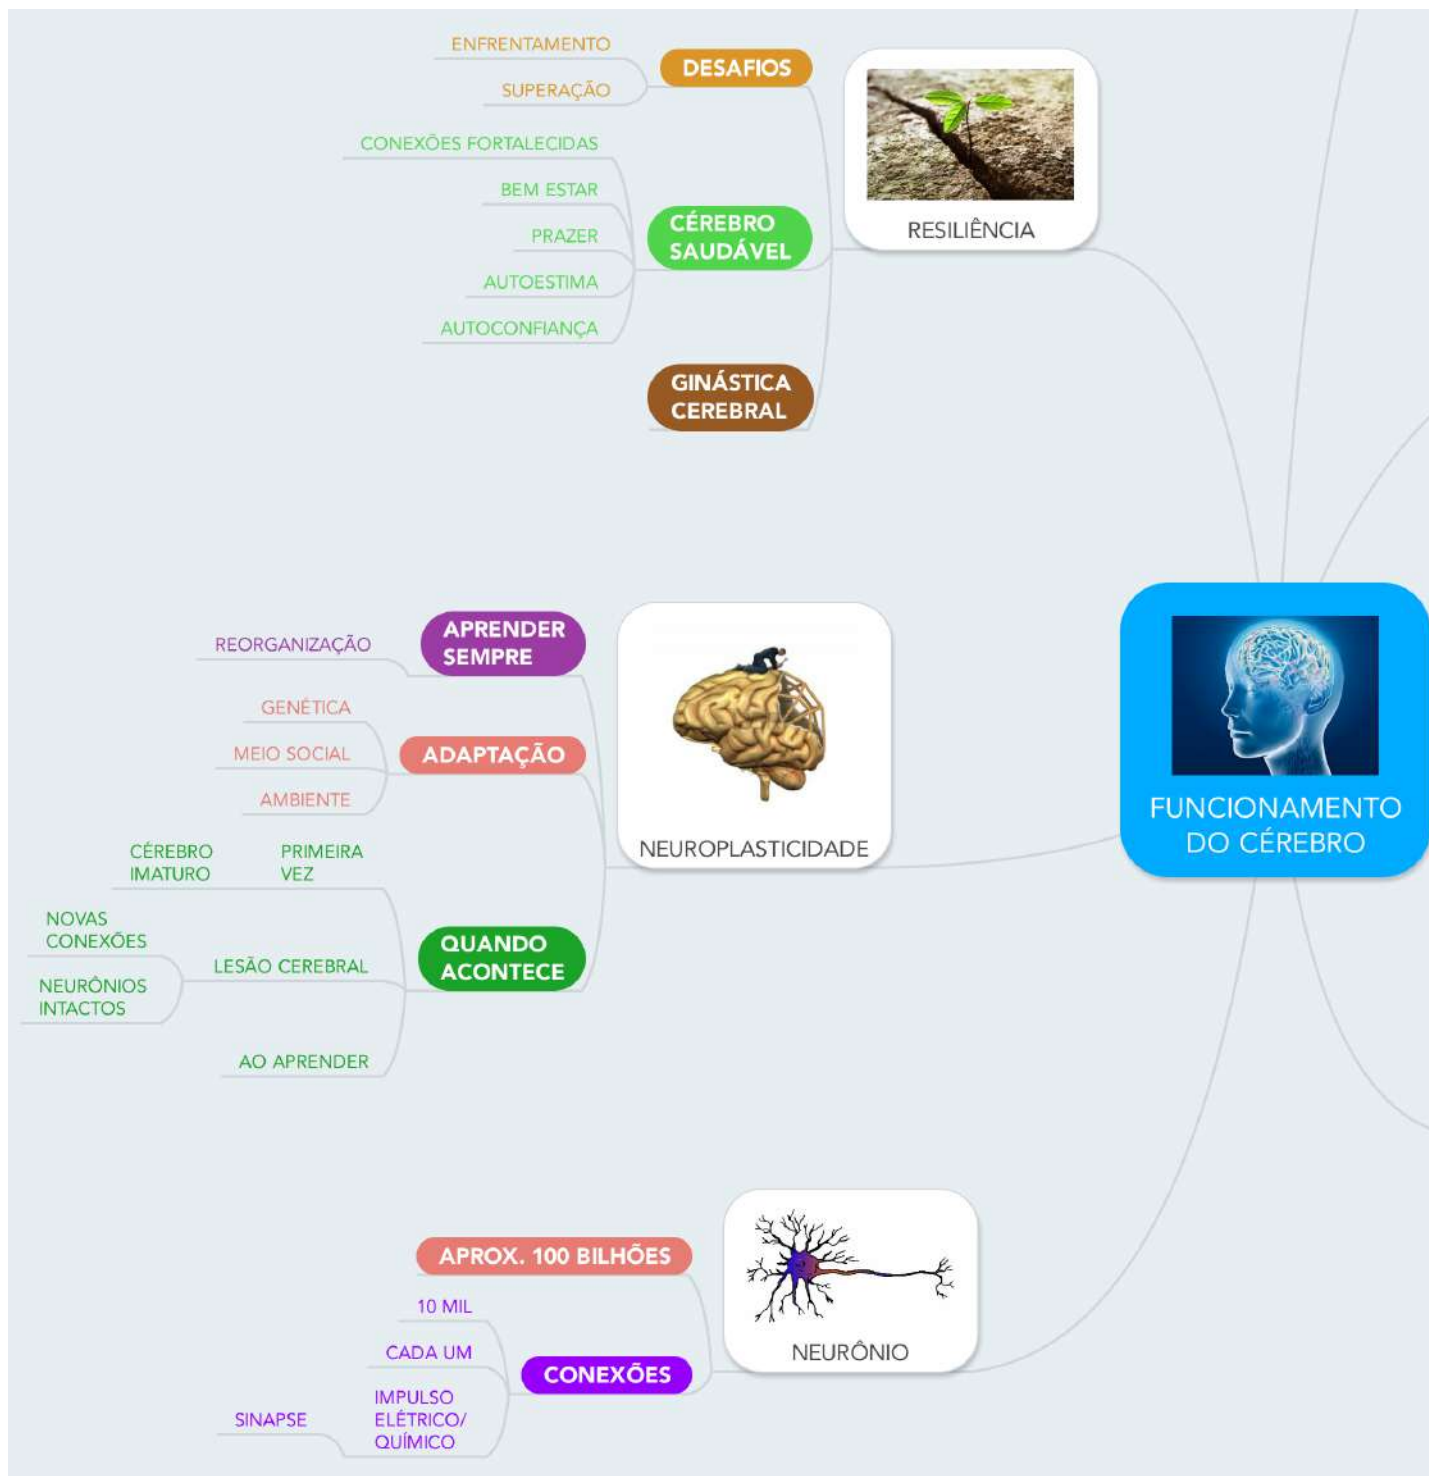 ENFRENTAMENTO
SUPERAÇÃO
DESAFIOS
CONEXÕES FORTALECIDAS
BEM ESTAR
PRAZER
AUTOESTIMA
AUTOCONFIANÇA
CÉREBRO
SAUDÁVEL
GINÁSTICA
CEREBRAL
RESILIÊNCIA
REORGANIZAÇÃO
APRENDER
SEMPRE
GENÉTICA
MEIO SOCIAL
AMBIENTE
ADAPTAÇÃO
CÉREBRO
IMATURO
PRIMEIRA
VEZ
NOVAS
CONEXÕES
NEURÔNIOS
INTACTOS
LESÃO CEREBRAL
AO APRENDER
QUANDO
ACONTECE
NEUROPLASTICIDADE
FUNCIONAMENTO
DO CÉREBRO
APROX. 100 BILHÕES
10 MIL
CADA UM
SINAPSE
IMPULSO
ELÉTRICO/
QUÍMICO
CONEXÕES
NEURÔNIO